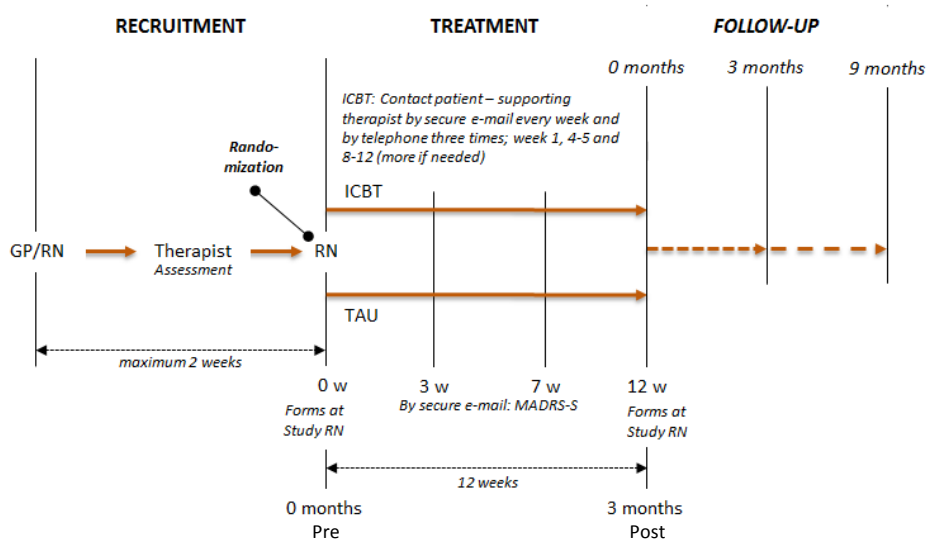 RECRUITMENT
TREATMENT
FOLLOW-UP
0 months
3 months
9 months
ICBT: Contact patient – supporting
therapist by secure e-mail every week and
by telephone three times; week 1, 4-5 and
8-12 (more if needed)
Rando-
mization
ICBT
GP/RN
Therapist
Assessment
RN
TAU
maximum 2 weeks
0 w
3 w
7 w
12 w
By secure e-mail: MADRS-S
Forms at
Study RN
Forms at
Study RN
12 weeks
0 months
Pre
3 months
Post